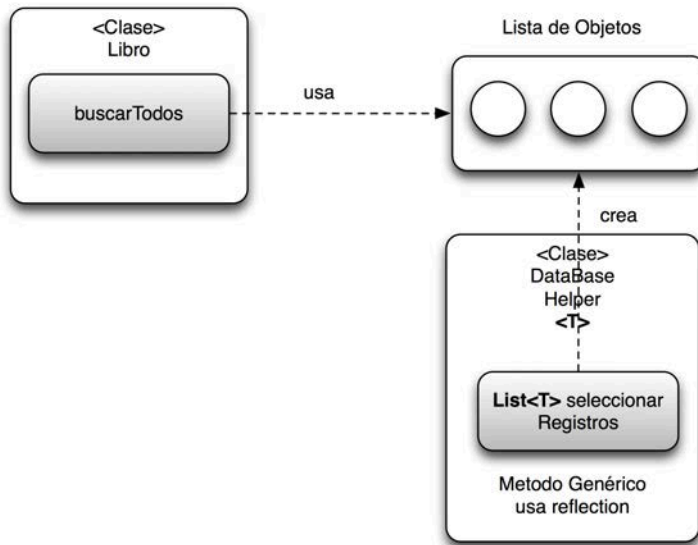 <Clase>
Libro
buscarTodos
usa
Lista de Objetos
crea
<Clase>
DataBase
Helper
<T>
List<T> seleccionar
Registros
Metodo Genérico
usa reflection